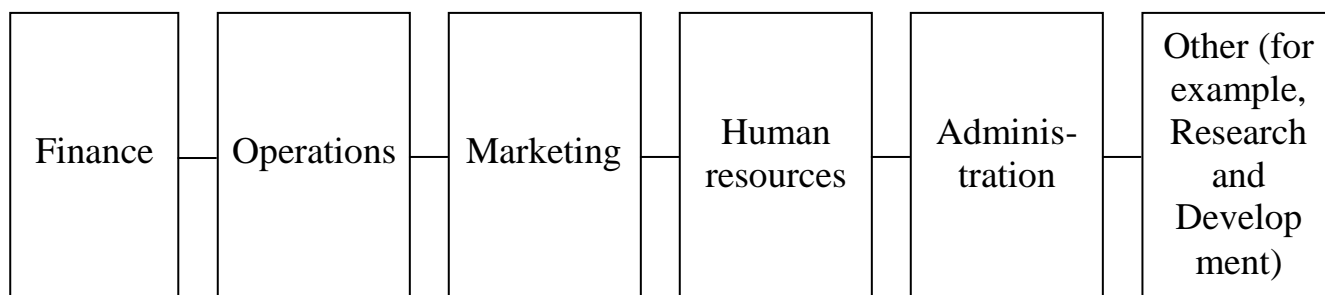 Finance
Operations
Marketing
Human
resources
Adminis-
tration
Other (for
example,
Research
and
Develop
ment)